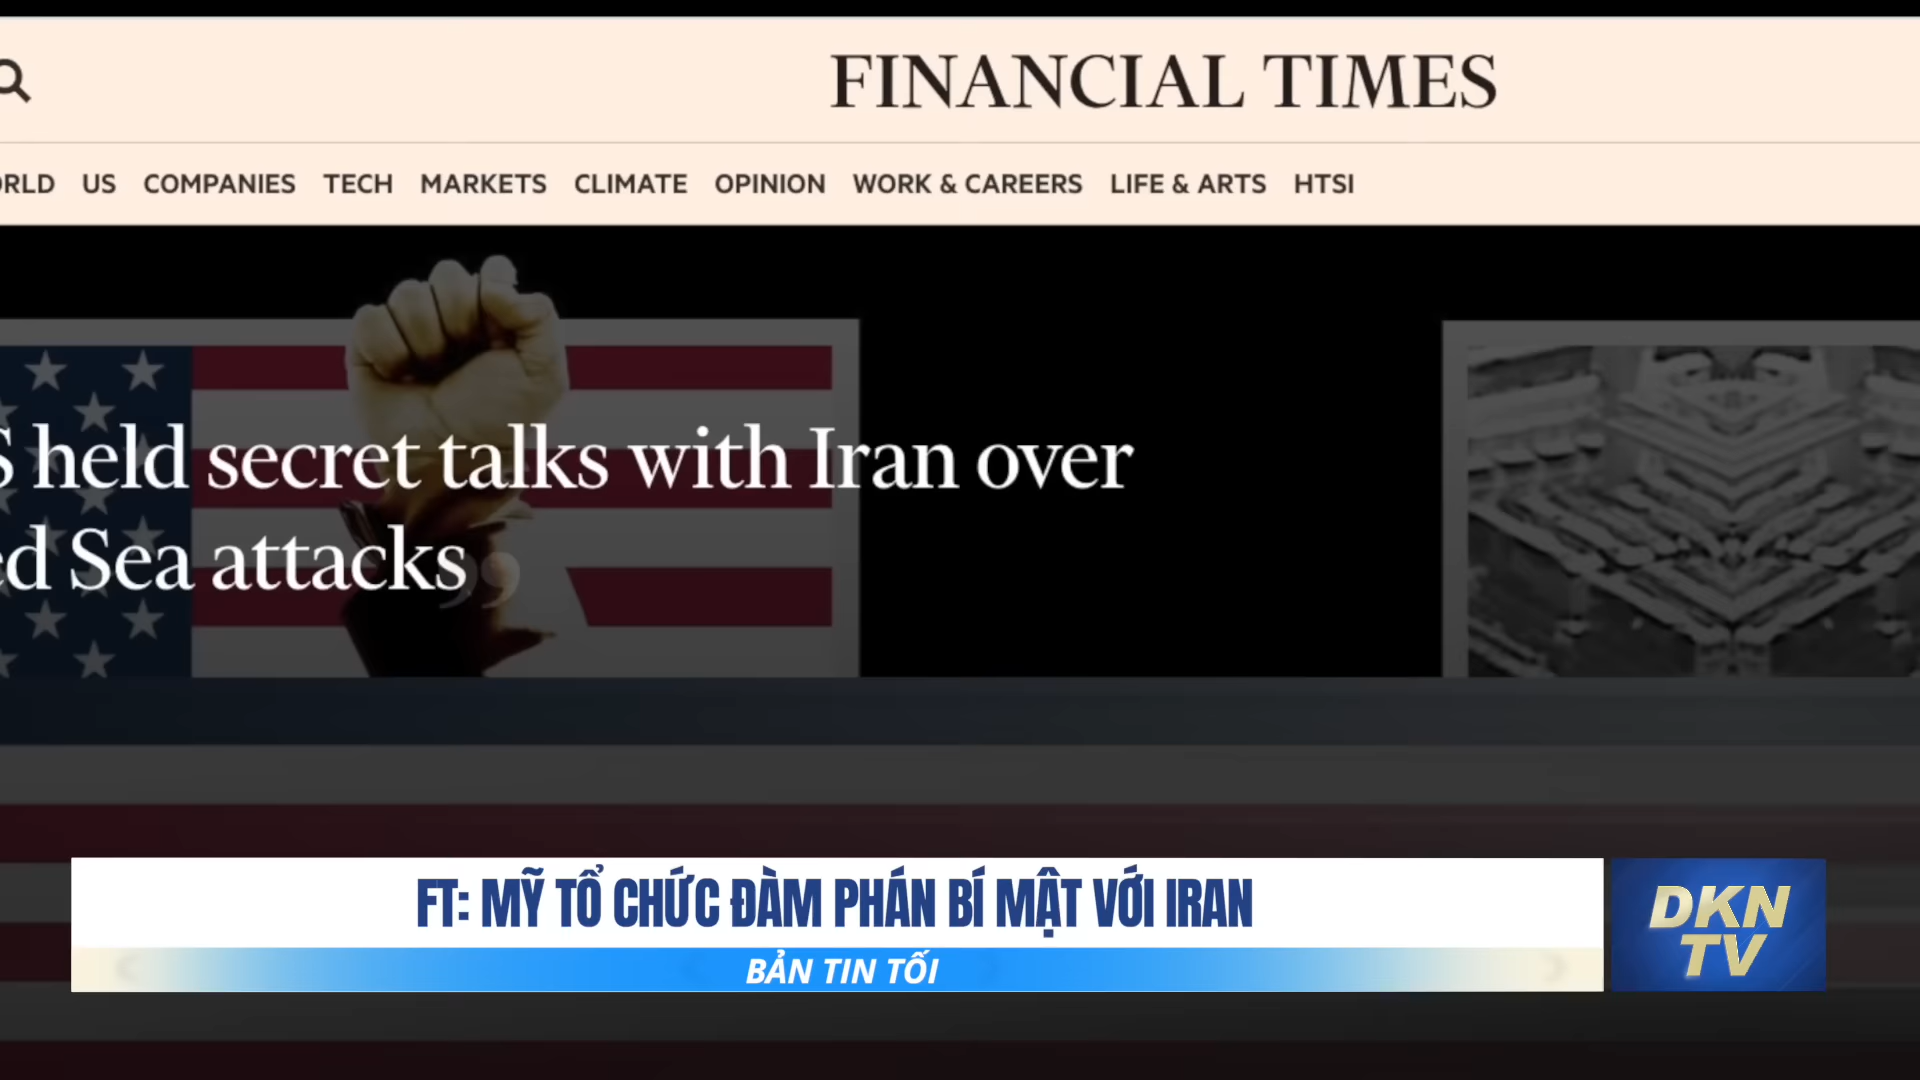 FINANCIAL TIMES
US COMPANIES TECH MARKETS CLIMATE OPINION WORK & CAREERS LIFE & ARTS HTSI
held secret talks with Iran over
Sea attacks
FT: MỸ TỔ CHỨC ĐÀM PHÁN BÍ MẬT VỚI IRAN
BẢN TIN TỐI
DKN
TV